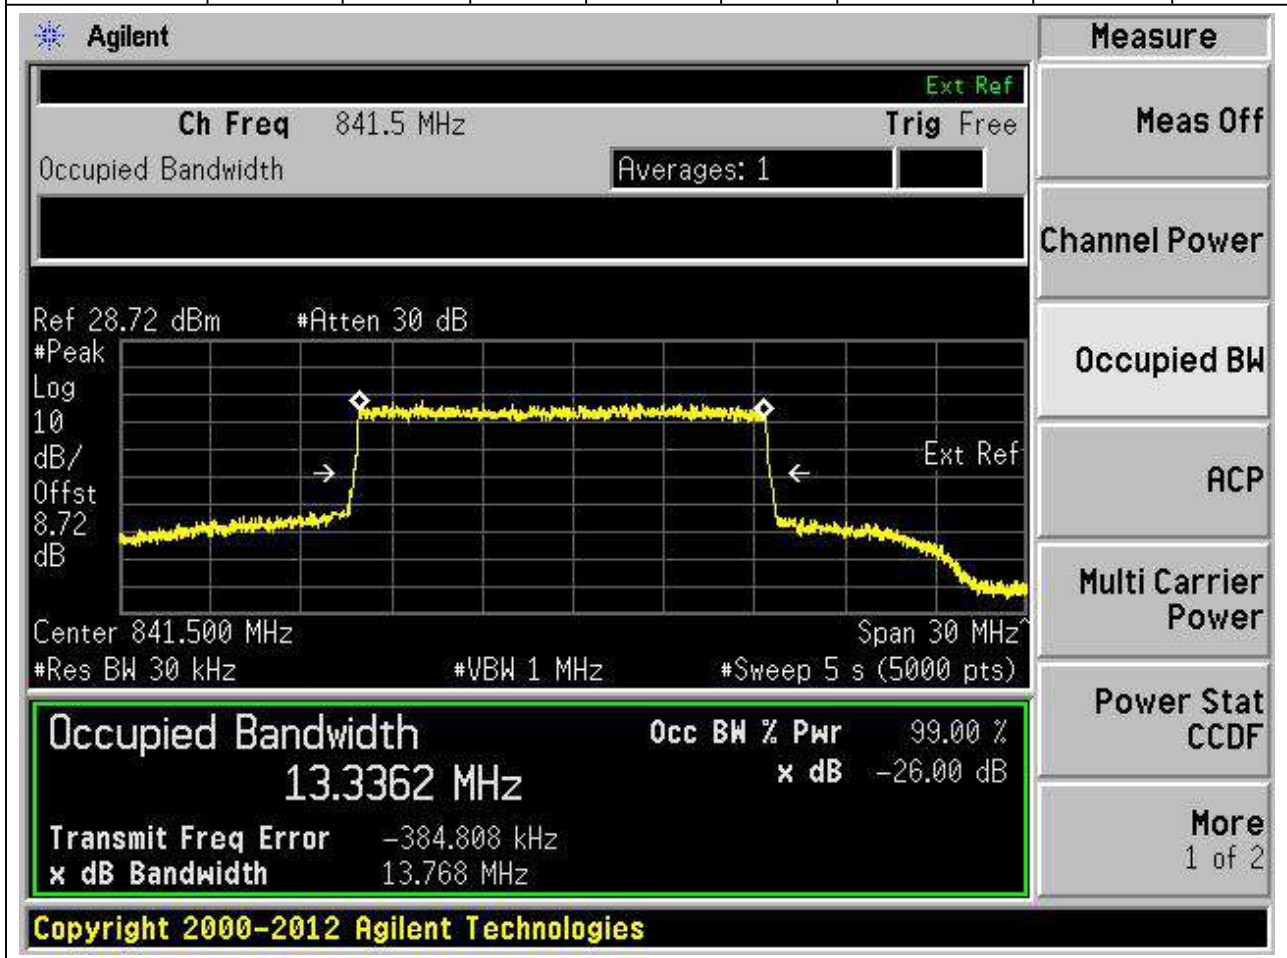 Agilent
Measure
Ext Ref
Ch Freq 841.5 MHz Trig Free
Meas Off
Occupied Bandwidth Averages: 1
Channel Power
Ref 28.72 dBm #Atten 30 dB
#Peak
Log
10
dB/
Offst
8.72
dB
Ext Ref
Occupied BW
ACP
Center 841.500 MHz Span 30 MHz^
#Res BW 30 kHz #VBW 1 MHz #Sweep 5 s (5000 pts)
Multi Carrier
Power
Occupied Bandwidth Occ BW % Pwr 99.00 %
13.3362 MHz x dB -26.00 dB
Transmit Freq Error -384.808 kHz
x dB Bandwidth 13.768 MHz
Power Stat
CCDF
More
1 of 2
Copyright 2000-2012 Agilent Technologies